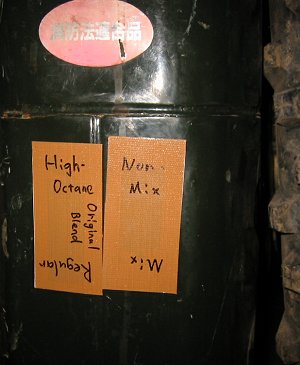 消防法適合品
High-
Octane
Original
Blend
Regular
Non-
Mix
Mix